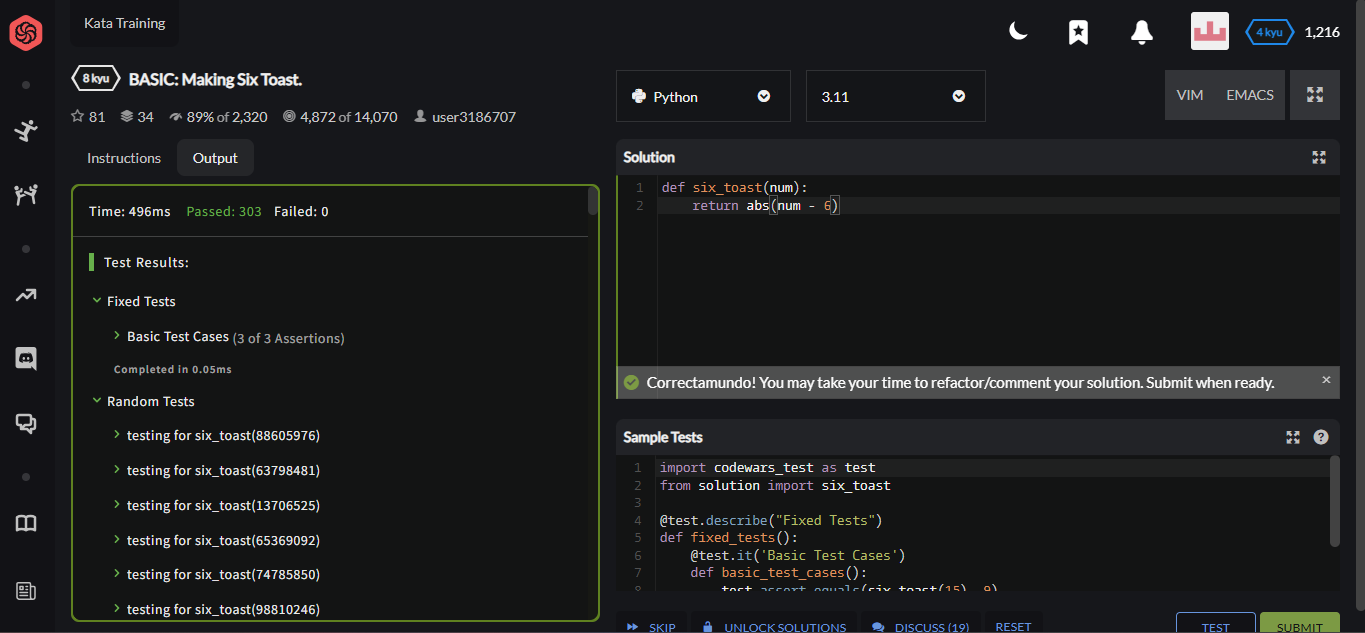 Kata Training
4 kyu
1,216
8 kyu
BASIC: Making Six Toast.
81 34 89% of 2,320 4,872 of 14,070 user3186707
Instructions Output
Time: 496ms Passed: 303 Failed: 0
Test Results:
Fixed Tests
Basic Test Cases (3 of 3 Assertions)
Completed in 0.05ms
Random Tests
testing for six_toast(88605976)
testing for six_toast(63798481)
testing for six_toast(13706525)
testing for six_toast(65369092)
testing for six_toast(74785850)
testing for six_toast(98810246)
Python 3.11 VIM EMACS
Solution
1 def six_toast(num):
2     return abs(num - 6)
Correctamundo! You may take your time to refactor/comment your solution. Submit when ready. ×
Sample Tests ?
1 import codewars_test as test
2 from solution import six_toast
3
4 @test.describe("Fixed Tests")
5 def fixed_tests():
6     @test.it('Basic Test Cases')
7     def basic_test_cases():
8         test.assert_equals(six_toast(15), 9)
SKIP UNLOCK SOLUTIONS DISCUSS (19) RESET TEST SUBMIT